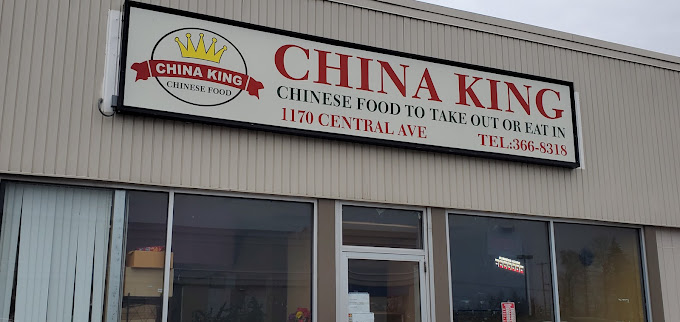 CHINA KING
CHINESE FOOD
CHINA KING
CHINESE FOOD TO TAKE OUT OR EAT IN
1170 CENTRAL AVE TEL:366-8318